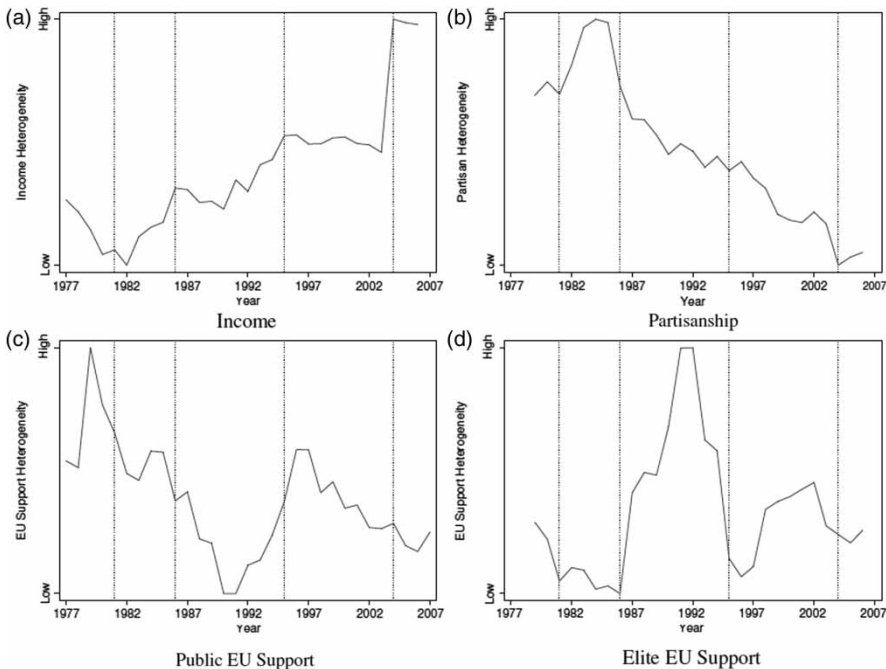 (a)
High
Income Heterogeneity
Low
1977 1982 1987 1992 1997 2002 2007
Year
Income
(b)
High
Partisan Heterogeneity
Low
1977 1982 1987 1992 1997 2002 2007
Year
Partisanship
(c)
High
EU Support Heterogeneity
Low
1977 1982 1987 1992 1997 2002 2007
Year
Public EU Support
(d)
High
EU Support Heterogeneity
Low
1977 1982 1987 1992 1997 2002 2007
Year
Elite EU Support